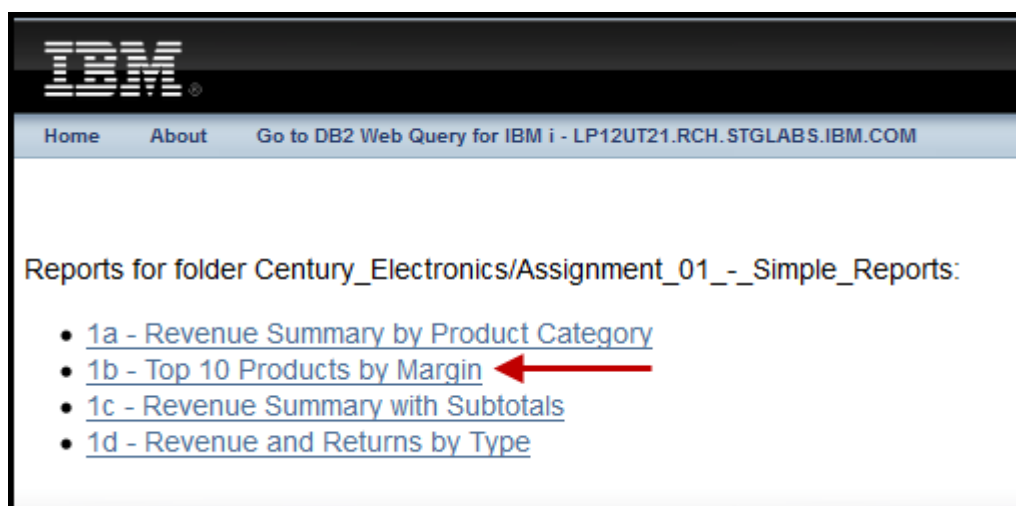 IBM®
Home About Go to DB2 Web Query for IBM i - LP12UT21.RCH.STGLABS.IBM.COM
Reports for folder Century_Electronics/Assignment_01_-_Simple_Reports:
• 1a - Revenue Summary by Product Category
• 1b - Top 10 Products by Margin
• 1c - Revenue Summary with Subtotals
• 1d - Revenue and Returns by Type